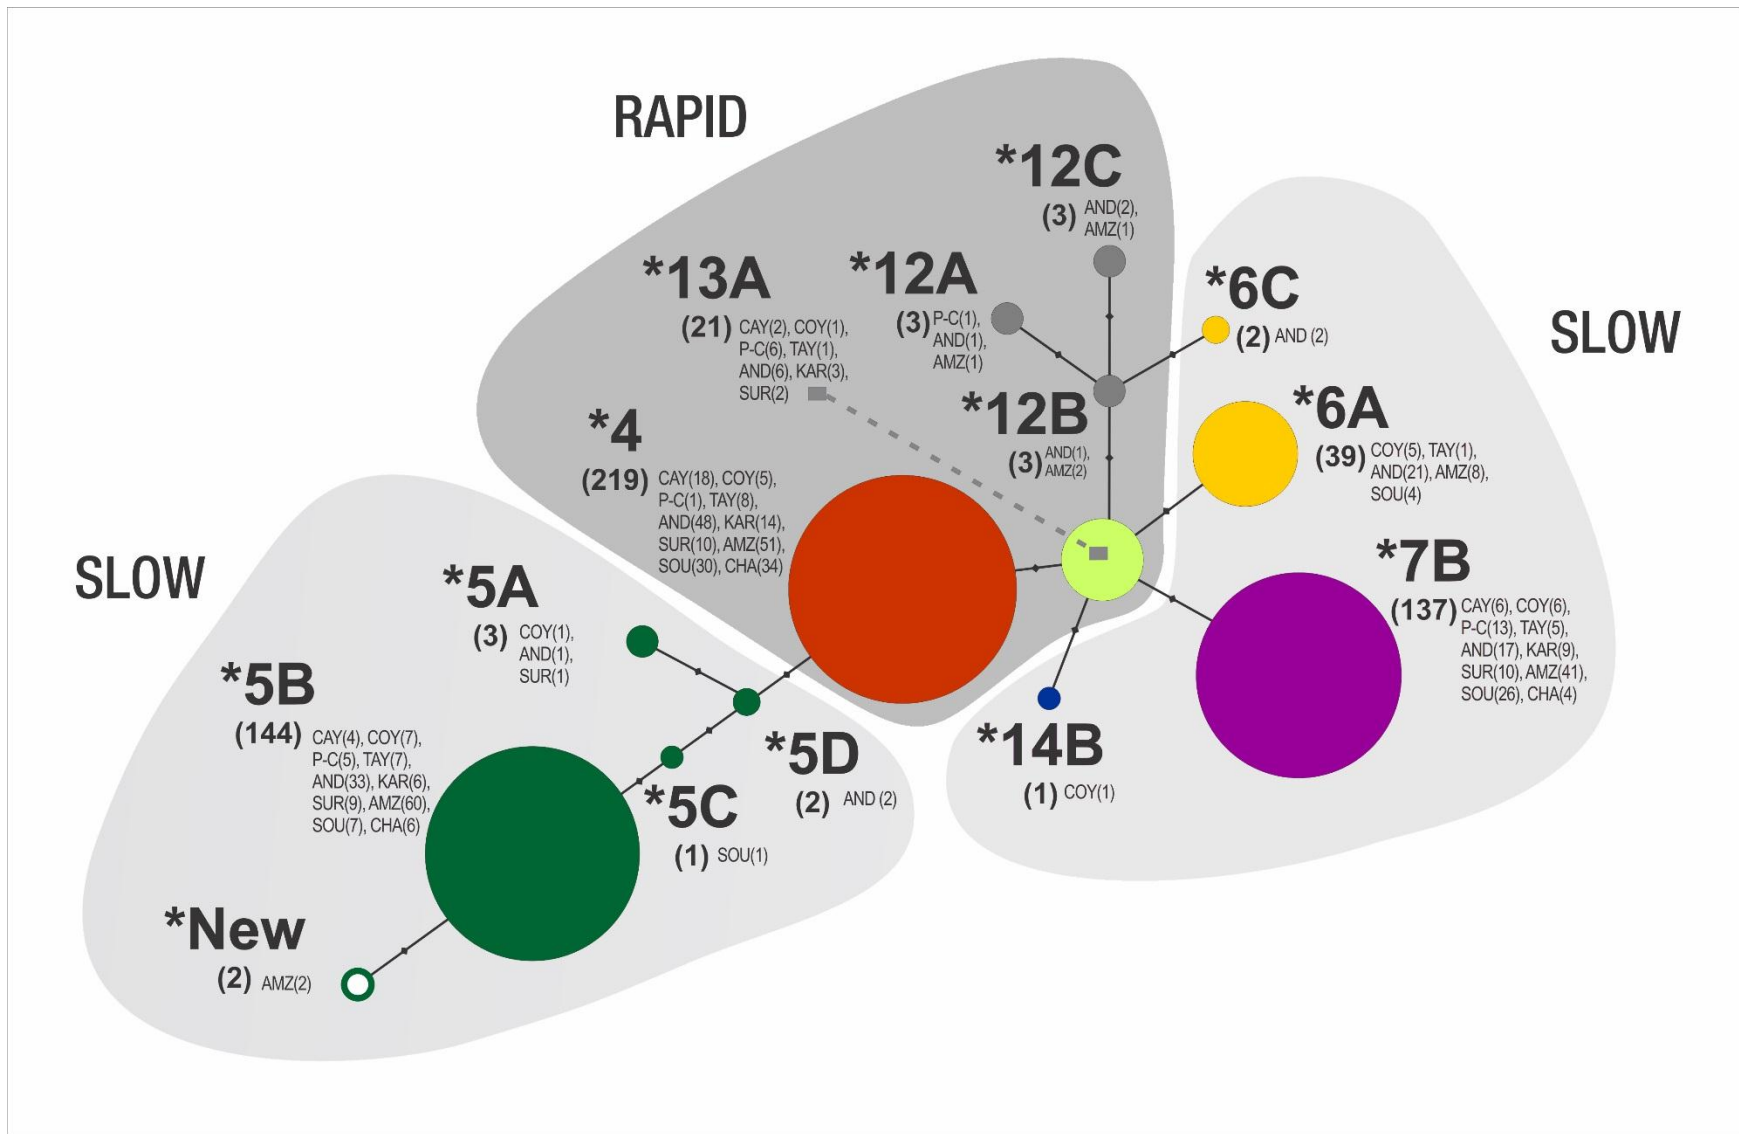 RAPID
*12C
(3) AND(2),
AMZ(1)
*13A
(21) CAY(2), COY(1),
P-C(6), TAY(1),
AND(6), KAR(3),
SUR(2)
*12A
(3) P-C(1),
AND(1),
AMZ(1)
*6C
(2) AND (2)
SLOW
*4
(219) CAY(18), COY(5),
P-C(1), TAY(8),
AND(48), KAR(14),
SUR(10), AMZ(51),
SOU(30), CHA(34)
*12B
(3) AND(1),
AMZ(2)
*6A
(39) COY(5), TAY(1),
AND(21), AMZ(8),
SOU(4)
SLOW
*5A
(3) COY(1),
AND(1),
SUR(1)
*7B
(137) CAY(6), COY(6),
P-C(13), TAY(5),
AND(17), KAR(9),
SUR(10), AMZ(41),
SOU(26), CHA(4)
*5B
(144) CAY(4), COY(7),
P-C(5), TAY(7),
AND(33), KAR(6),
SUR(9), AMZ(60),
SOU(7), CHA(6)
*5D
(2) AND (2)
*14B
(1) COY(1)
*5C
(1) SOU(1)
*New
(2) AMZ(2)